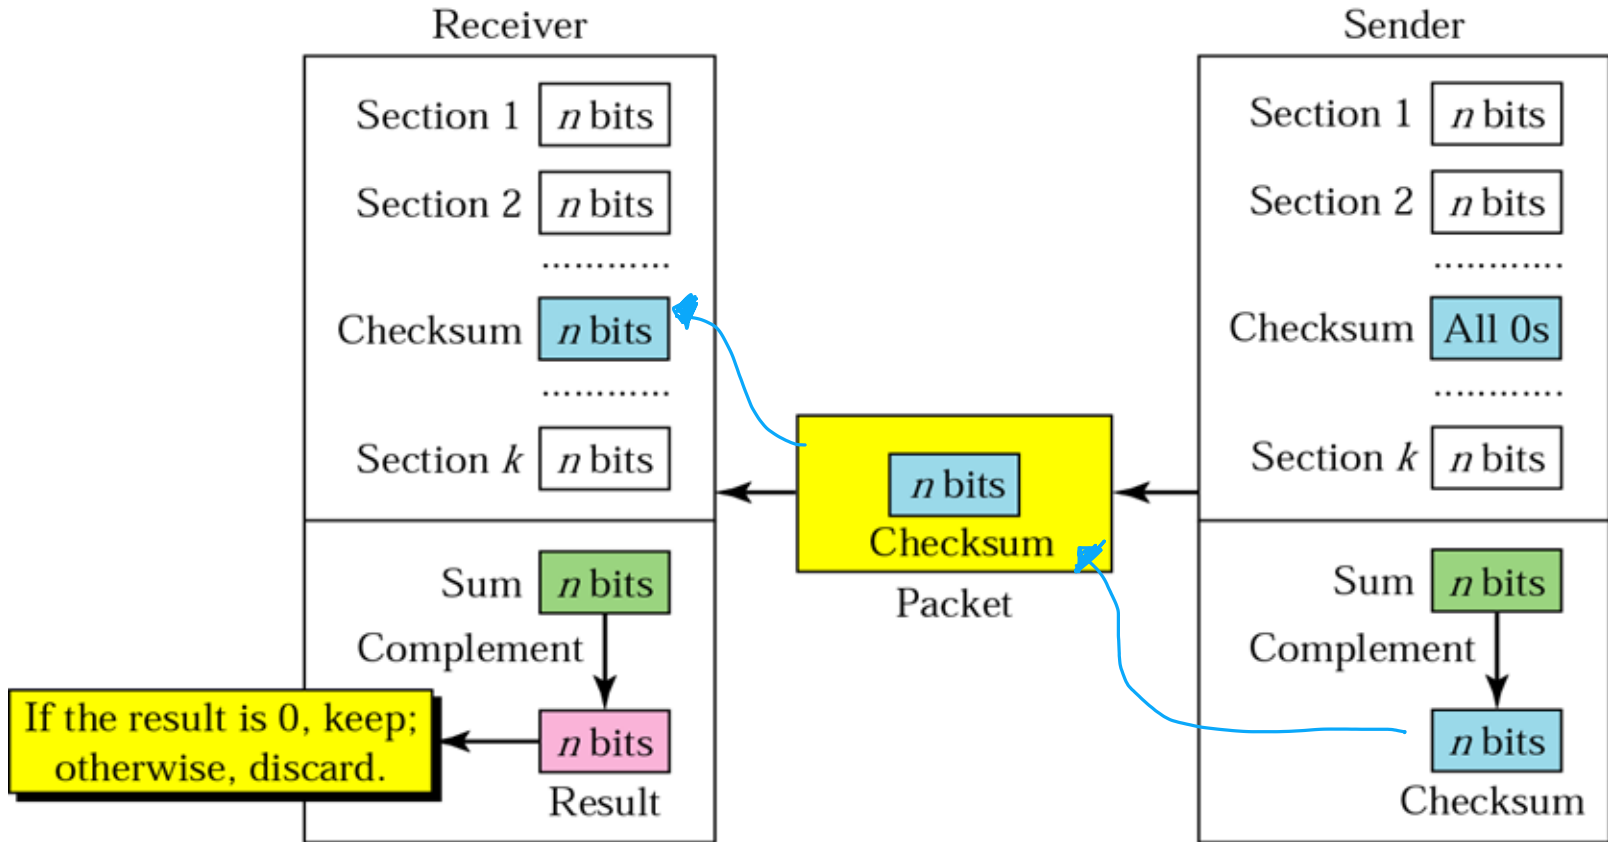 Receiver
Section 1 n bits
Section 2 n bits
............
Checksum n bits
............
Section k n bits
Sum n bits
Complement
n bits
Result
If the result is 0, keep;
otherwise, discard.
n bits
Checksum
Packet
Sender
Section 1 n bits
Section 2 n bits
............
Checksum All 0s
............
Section k n bits
Sum n bits
Complement
n bits
Checksum